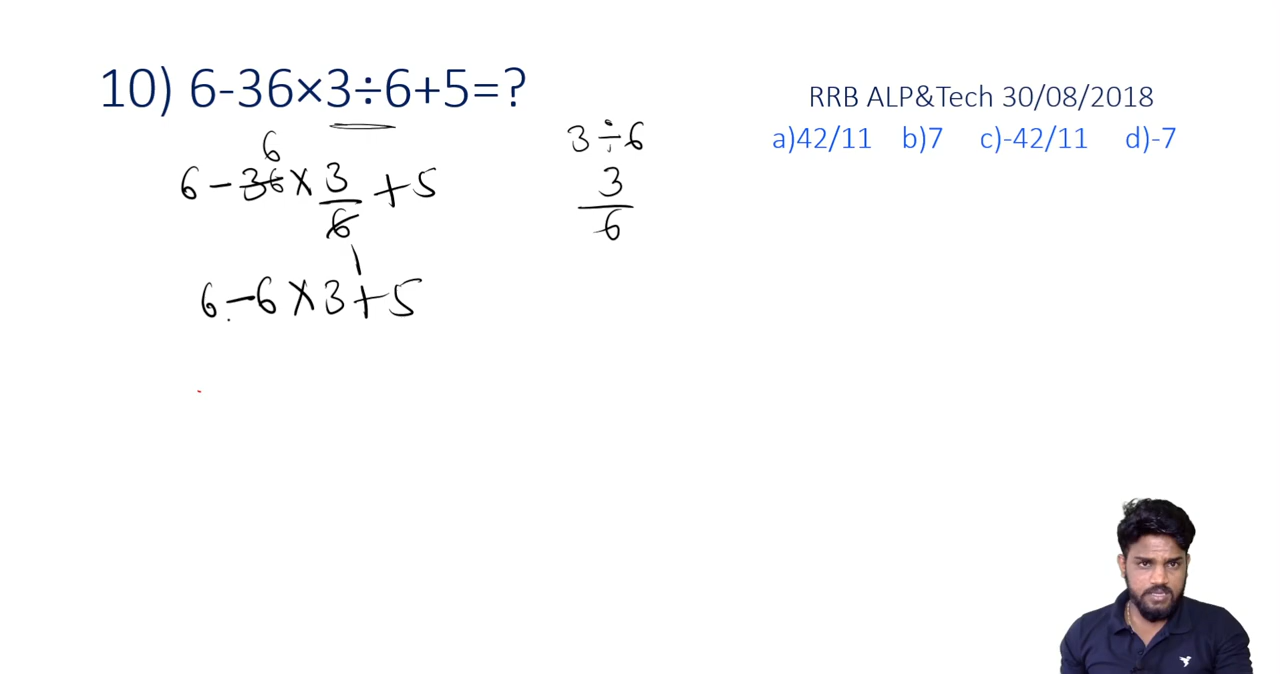 10) 6-36×3÷6+5=?
RRB ALP&Tech 30/08/2018
a)42/11 b)7 c)-42/11 d)-7
6
6 - 36 × 3/6 + 5
1
6 - 6 × 3 + 5
3 ÷ 6
3/6